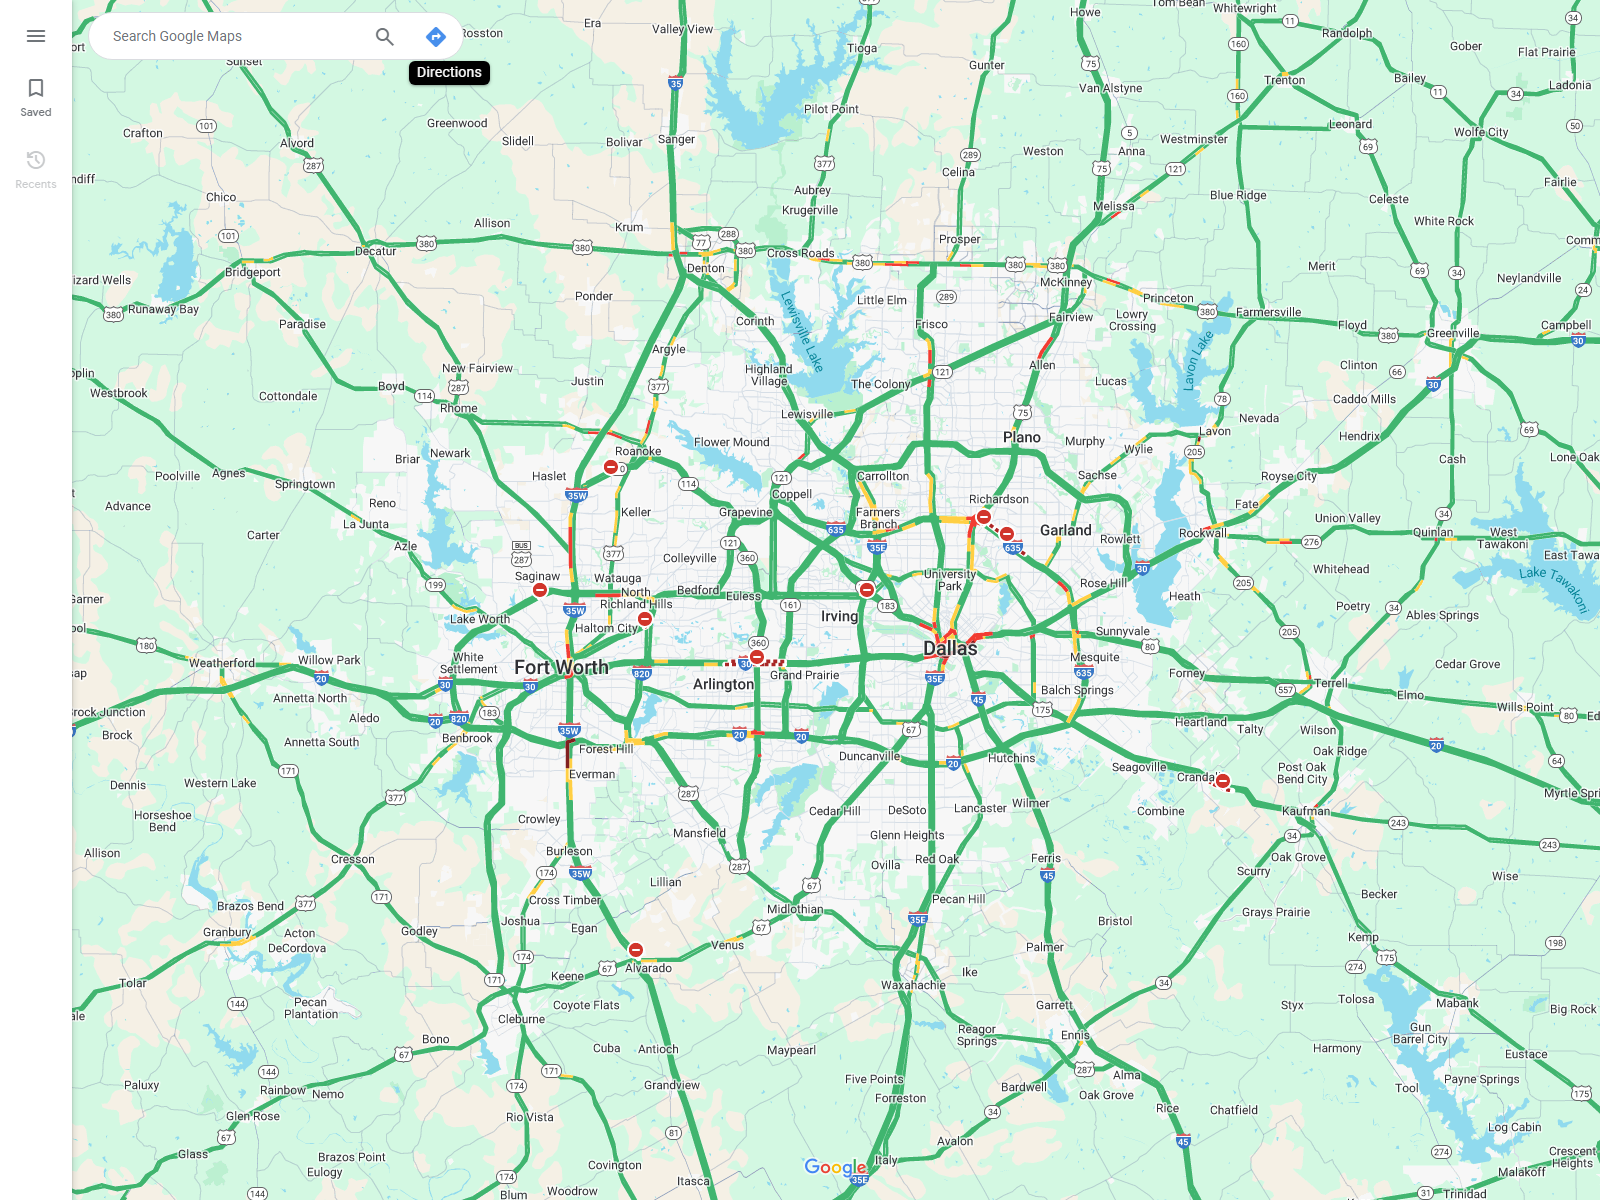 Search Google Maps
Directions
Saved
Recents
Era
Valley View
Rosston
Tioga
Howe
Tom Bean
Whitewright
Randolph
Gober
Flat Prairie
Ladonia
Sunset
Gunter
Van Alstyne
Trenton
Bailey
Crafton
Alvord
Greenwood
Slidell
Bolivar
Sanger
Pilot Point
Weston
Anna
Westminster
Leonard
Wolfe City
Celina
Chico
Aubrey
Krugerville
Melissa
Blue Ridge
Celeste
Fairlie
White Rock
Allison
Krum
Prosper
Decatur
Cross Roads
Bridgeport
Denton
Merit
Neylandville
McKinney
Ponder
Little Elm
Princeton
Runaway Bay
Paradise
Corinth
Frisco
Fairview
Lowry
Crossing
Farmersville
Floyd
Greenville
Campbell
Lewisville Lake
Lavon Lake
Argyle
Highland
Village
The Colony
Allen
Lucas
Clinton
New Fairview
Justin
Westbrook
Cottondale
Boyd
Rhome
Lewisville
Nevada
Caddo Mills
Flower Mound
Plano
Murphy
Lavon
Hendrix
Wylie
Briar
Newark
Roanoke
Poolville
Agnes
Springtown
Haslet
Carrollton
Sachse
Royse City
Cash
Lone Oak
Coppell
Richardson
Advance
Reno
La Junta
Keller
Grapevine
Farmers
Branch
Garland
Rowlett
Fate
Union Valley
Rockwall
Quinlan
West
Tawakoni
East Tawa
Lake Tawakoni
Carter
Azle
Colleyville
Saginaw
Watauga
University
Park
Rose Hill
Whitehead
North
Richland Hills
Bedford
Euless
Heath
Poetry
Ables Springs
Lake Worth
Haltom City
Irving
Sunnyvale
Weatherford
Willow Park
White
Settlement
Fort Worth
Dallas
Mesquite
Cedar Grove
Arlington
Grand Prairie
Balch Springs
Forney
Terrell
Elmo
Annetta North
Aledo
Wills Point
Brock
Annetta South
Benbrook
Forest Hill
Duncanville
Hutchins
Heartland
Talty
Wilson
Oak Ridge
Everman
Seagoville
Post Oak
Bend City
Dennis
Western Lake
Combine
Kaufman
Horseshoe
Bend
Crowley
Mansfield
Cedar Hill
DeSoto
Lancaster
Wilmer
Glenn Heights
Allison
Cresson
Burleson
Ovilla
Red Oak
Ferris
Oak Grove
Scurry
Lillian
Wise
Cross Timber
Pecan Hill
Becker
Brazos Bend
Joshua
Egan
Midlothian
Bristol
Grays Prairie
Granbury
Acton
DeCordova
Godley
Venus
Palmer
Kemp
Tolar
Keene
Alvarado
Ike
Waxahachie
Pecan
Plantation
Coyote Flats
Cleburne
Garrett
Styx
Tolosa
Mabank
Big Rock
Bono
Cuba
Antioch
Maypearl
Reagor
Springs
Ennis
Harmony
Gun
Barrel City
Eustace
Paluxy
Rainbow
Nemo
Grandview
Five Points
Forreston
Bardwell
Alma
Oak Grove
Tool
Payne Springs
Glen Rose
Rio Vista
Rice
Chatfield
Log Cabin
Glass
Brazos Point
Eulogy
Covington
Avalon
Italy
Crescent
Heights
Malakoff
Blum
Woodrow
Itasca
Trinidad
Google